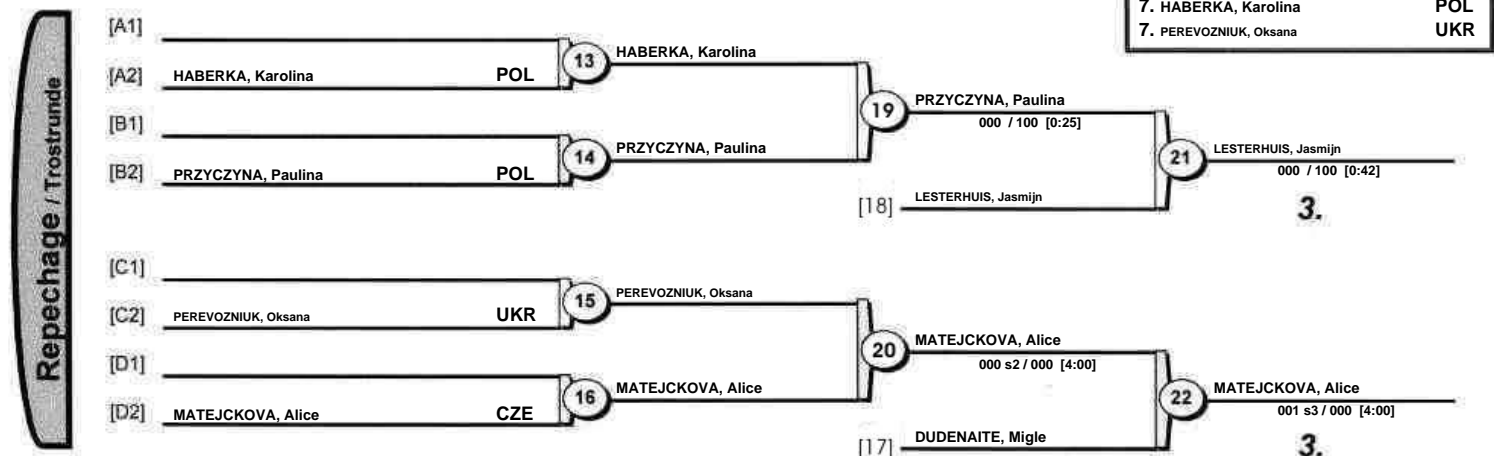 7. HABERKA, Karolina POL
7. PEREVOZNIUK, Oksana UKR
Repechage / Trostrunde
[A1]
[A2] HABERKA, Karolina POL
13 HABERKA, Karolina
[B1]
[B2] PRZYCZYNA, Paulina POL
14 PRZYCZYNA, Paulina
19 PRZYCZYNA, Paulina
000 / 100 [0:25]
[18] LESTERHUIS, Jasmijn
21 LESTERHUIS, Jasmijn
000 / 100 [0:42]
3.
[C1]
[C2] PEREVOZNIUK, Oksana UKR
15 PEREVOZNIUK, Oksana
[D1]
[D2] MATEJCKOVA, Alice CZE
16 MATEJCKOVA, Alice
20 MATEJCKOVA, Alice
000 s2 / 000 [4:00]
[17] DUDENAITE, Migle
22 MATEJCKOVA, Alice
001 s3 / 000 [4:00]
3.